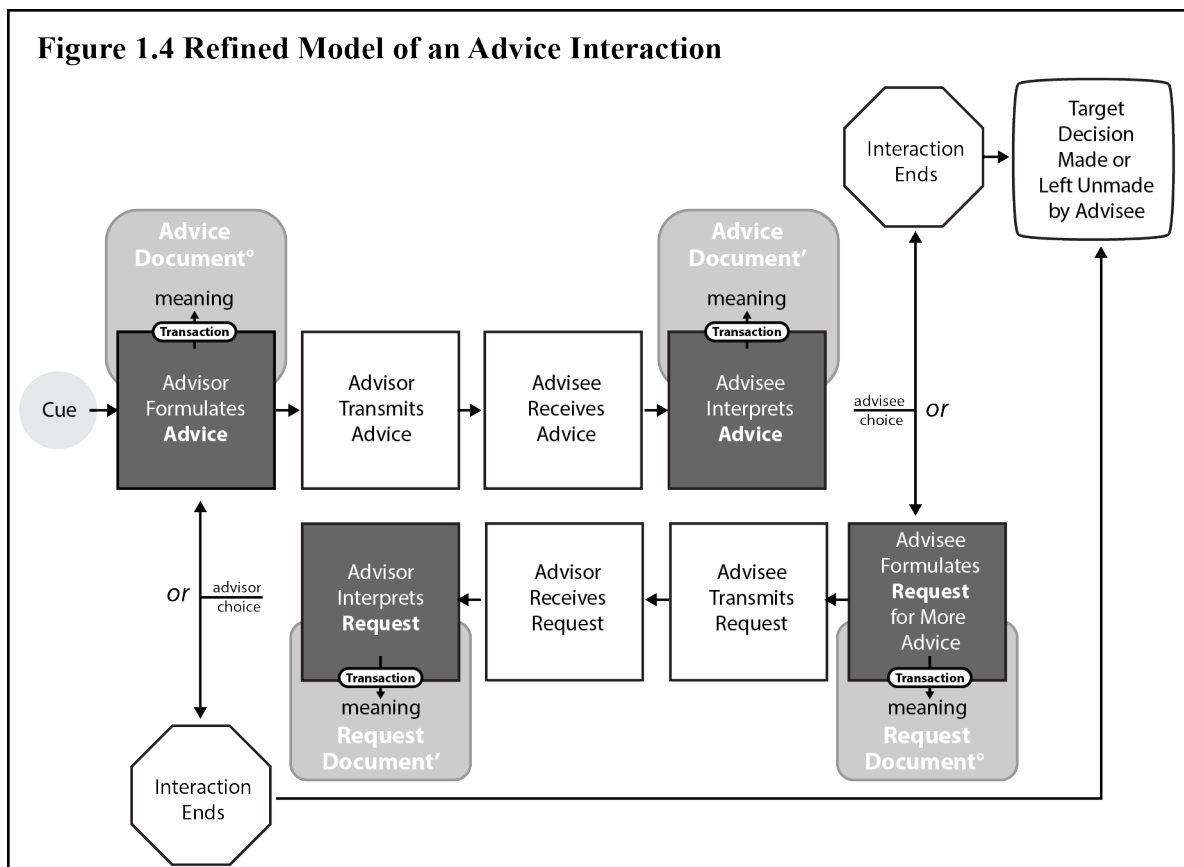 Figure 1.4 Refined Model of an Advice Interaction
Interaction
Ends
Target
Decision
Made or
Left Unmade
by Advisee
Advice
Document°
meaning
Transaction
Advice
Document′
meaning
Transaction
Cue
Advisor
Formulates
Advice
Advisor
Transmits
Advice
Advisee
Receives
Advice
Advisee
Interprets
Advice
advisee
choice
or
or
advisor
choice
Advisor
Interprets
Request
Advisor
Receives
Request
Advisee
Transmits
Request
Advisee
Formulates
Request
for More
Advice
Transaction
meaning
Request
Document′
Transaction
meaning
Request
Document°
Interaction
Ends